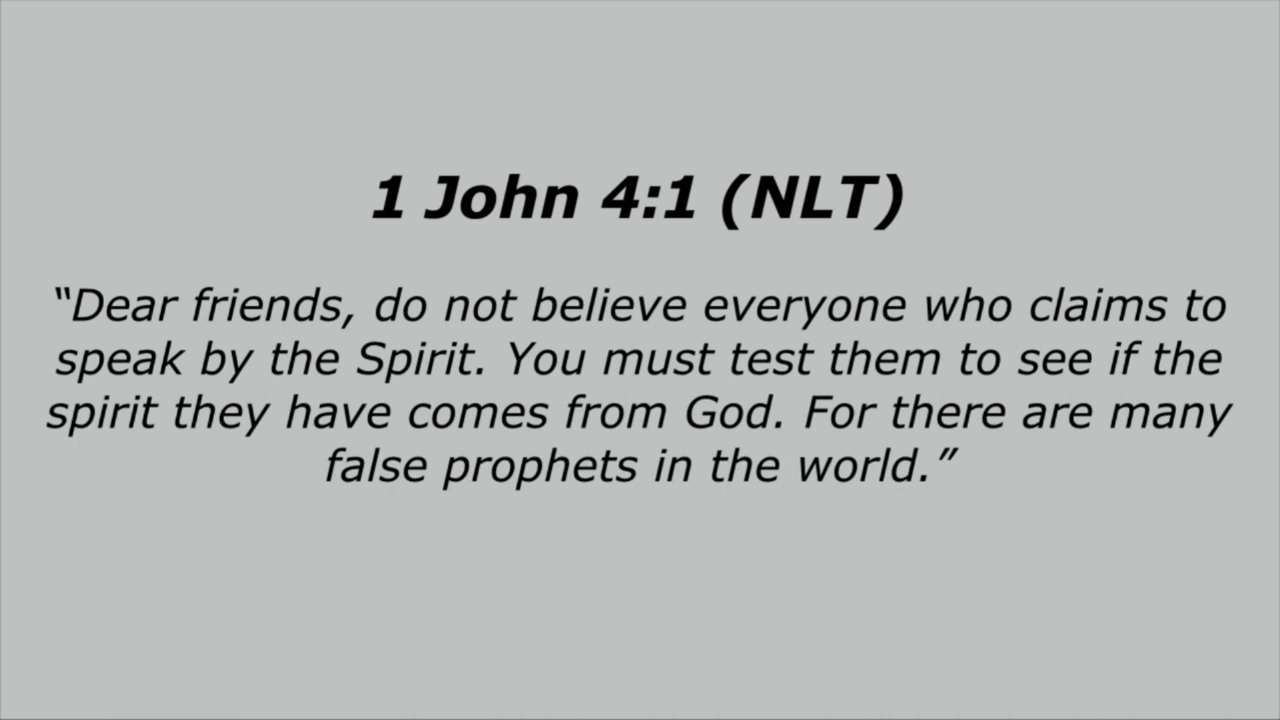 1 John 4:1 (NLT)
“Dear friends, do not believe everyone who claims to
speak by the Spirit. You must test them to see if the
spirit they have comes from God. For there are many
false prophets in the world.”